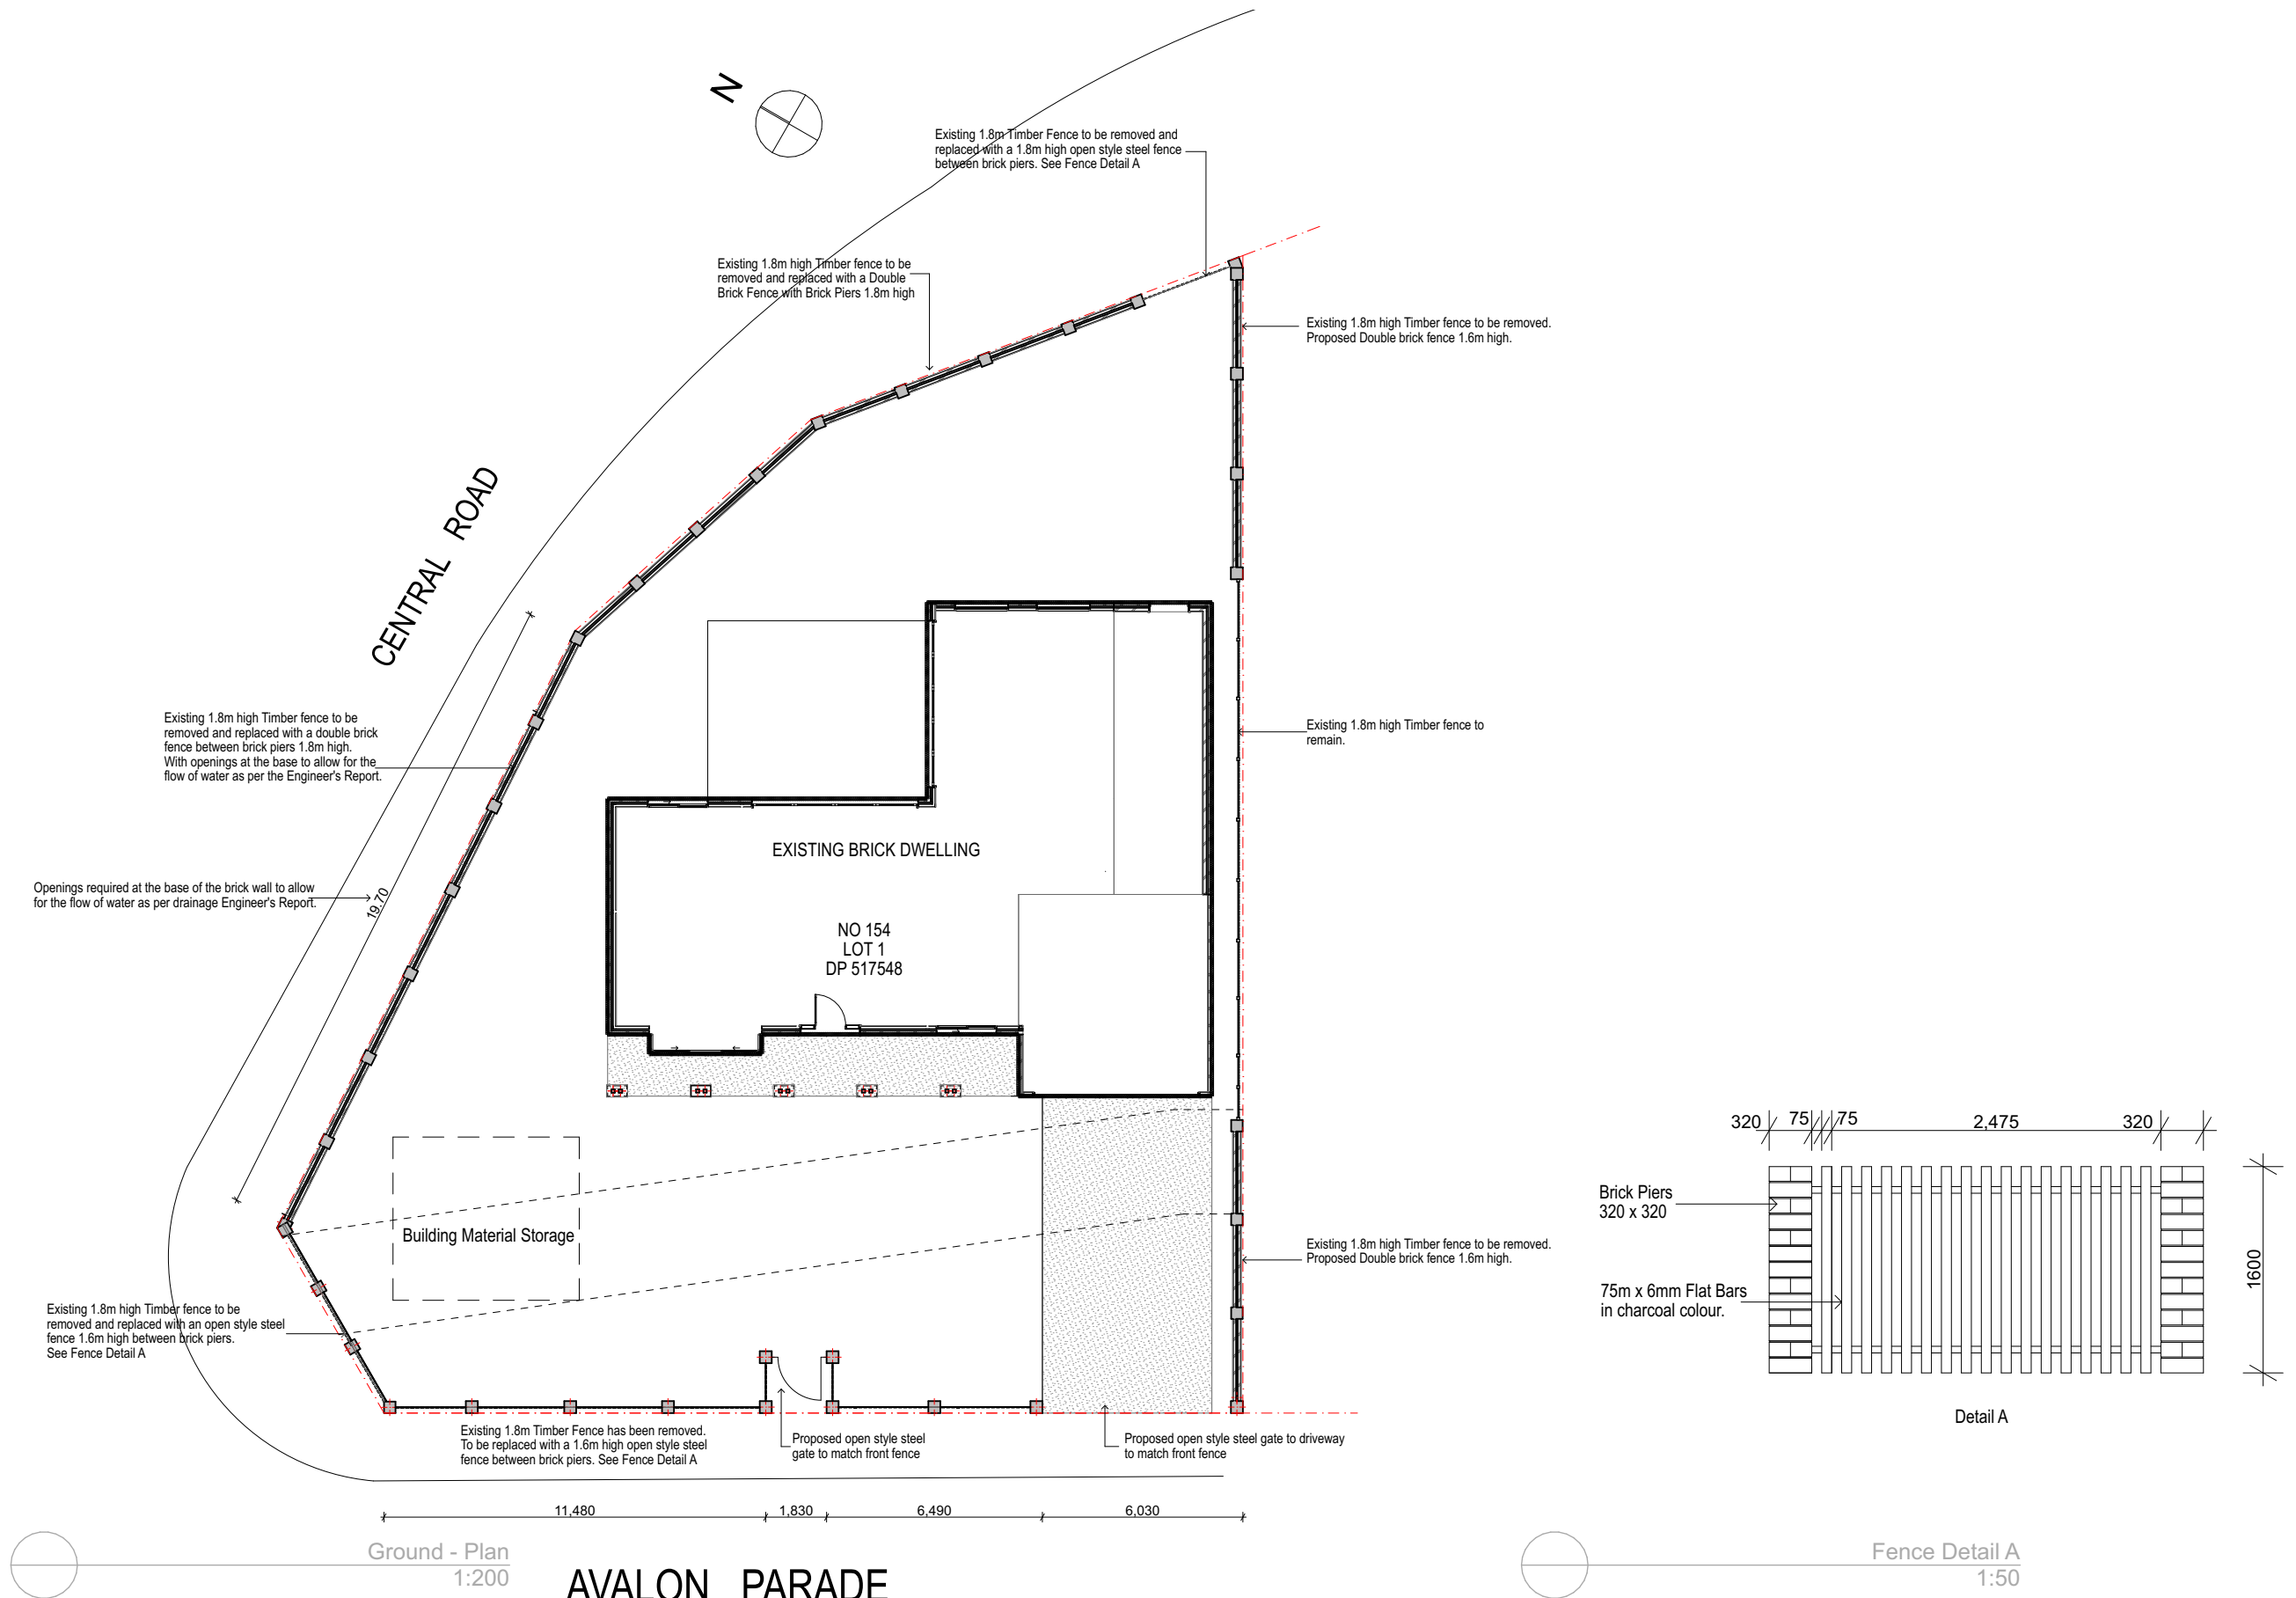 N
Existing 1.8m Timber Fence to be removed and
replaced with a 1.8m high open style steel fence
between brick piers. See Fence Detail A
Existing 1.8m high Timber fence to be
removed and replaced with a Double
Brick Fence with Brick Piers 1.8m high
Existing 1.8m high Timber fence to be removed.
Proposed Double brick fence 1.6m high.
CENTRAL ROAD
Existing 1.8m high Timber fence to be
removed and replaced with a double brick
fence between brick piers 1.8m high.
With openings at the base to allow for the
flow of water as per the Engineer's Report.
Existing 1.8m high Timber fence to
remain.
EXISTING BRICK DWELLING
Openings required at the base of the brick wall to allow
for the flow of water as per drainage Engineer's Report.
19.70
NO 154
LOT 1
DP 517548
Building Material Storage
Existing 1.8m high Timber fence to be removed.
Proposed Double brick fence 1.6m high.
Existing 1.8m high Timber fence to be
removed and replaced with an open style steel
fence 1.6m high between brick piers.
See Fence Detail A
Existing 1.8m Timber Fence has been removed.
To be replaced with a 1.6m high open style steel
fence between brick piers. See Fence Detail A
Proposed open style steel
gate to match front fence
Proposed open style steel gate to driveway
to match front fence
11,480
1,830
6,490
6,030
Ground - Plan
1:200
AVALON PARADE
320
75
75
2,475
320
Brick Piers
320 x 320
75m x 6mm Flat Bars
in charcoal colour.
1600
Detail A
Fence Detail A
1:50